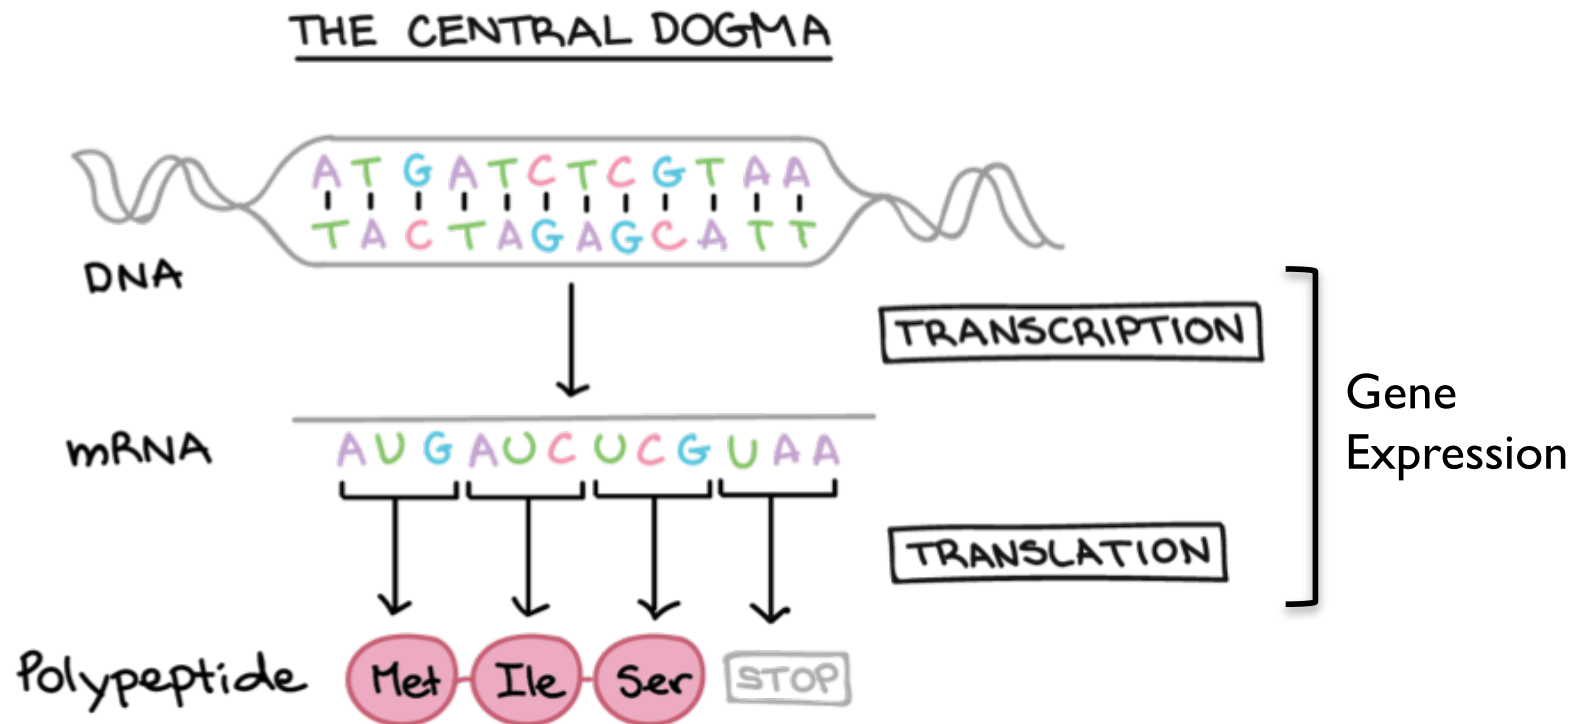 THE CENTRAL DOGMA
A T G A T C T C G T A A
T A C T A G A G C A T T
DNA
TRANSCRIPTION
Gene
Expression
mRNA
A U G A U C U C G U A A
TRANSLATION
Polypeptide Met Ile Ser STOP